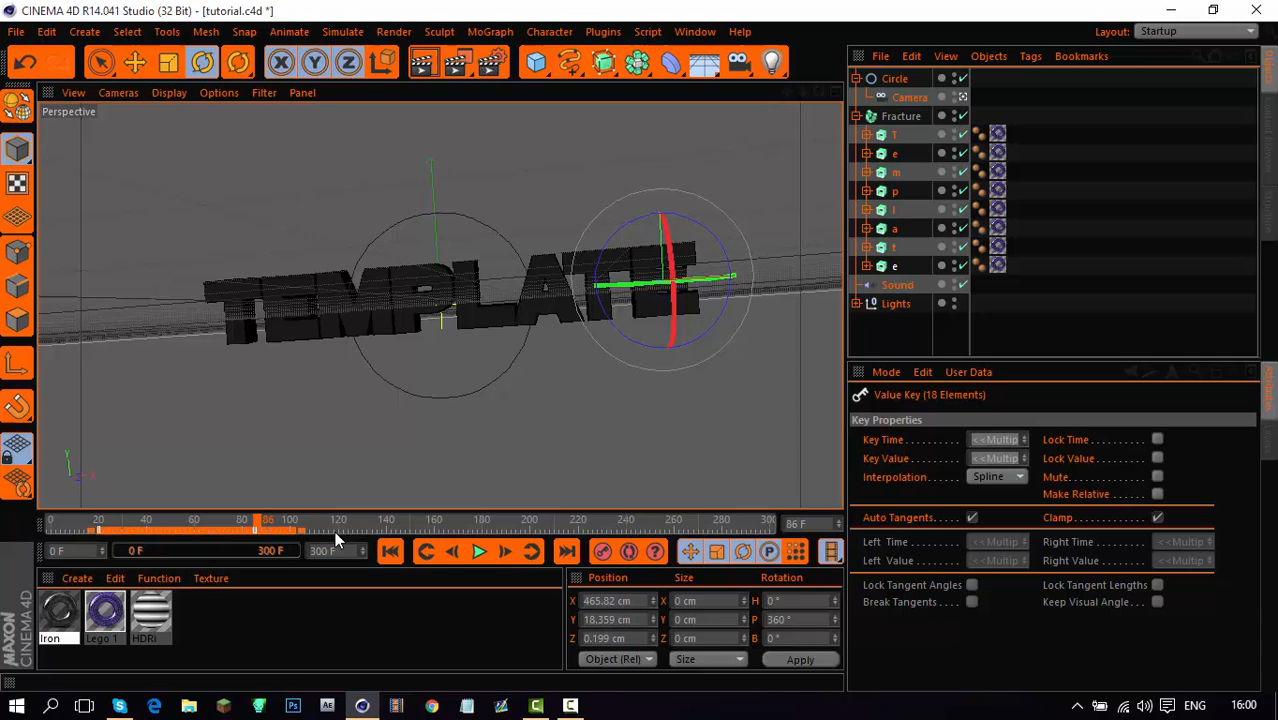 CINEMA 4D R14.041 Studio (32 Bit) - [tutorial.c4d *]
File Edit Create Select Tools Mesh Snap Animate Simulate Render Sculpt MoGraph Character Plugins Script Window Help Layout: Startup
X Y Z
File Edit View Objects Tags Bookmarks
View Cameras Display Options Filter Panel
Perspective
Circle
Camera
Fracture
T
e
m
p
l
a
t
e
Sound
Lights
TEMPLATE
Y
Z X
Mode Edit User Data
Value Key (18 Elements)
Key Properties
Key Time <<Multip Lock Time
Key Value <<Multip Lock Value
Interpolation Spline Mute
Make Relative
Auto Tangents Clamp
Left Time <<Multip Right Time <<Multip
Left Value <<Multip Right Value <<Multip
Lock Tangent Angles Lock Tangent Lengths
Break Tangents Keep Visual Angle
0 20 40 60 86 100 120 140 160 180 200 220 240 260 280 300 86 F
0 F 0 F 300 F 300 F
Create Edit Function Texture
Iron Lego 1 HDRi
Position Size Rotation
X 465.82 cm X 0 cm H 0 °
Y 18.359 cm Y 0 cm P 360 °
Z 0.199 cm Z 0 cm B 0 °
Object (Rel) Size Apply
MAXON CINEMA 4D
Objects
Attributes
Ps AE ENG 16:00